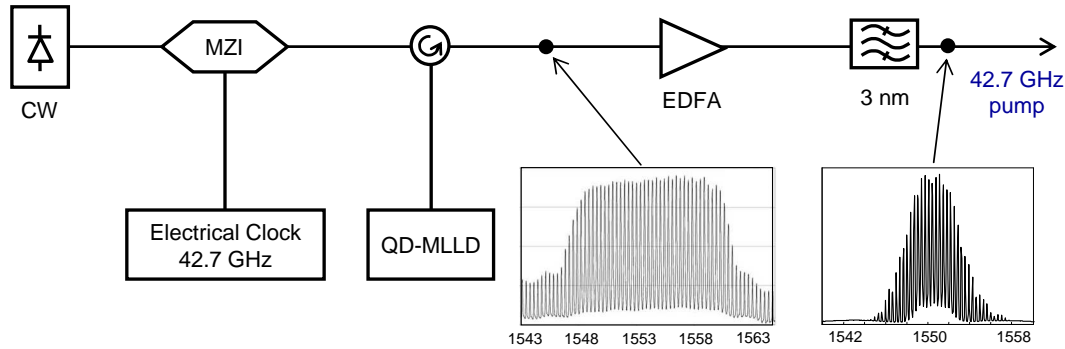 MZI
CW
EDFA
3 nm
42.7 GHz
pump
Electrical Clock
42.7 GHz
QD-MLLD
1543 1548 1553 1558 1563
1542 1550 1558